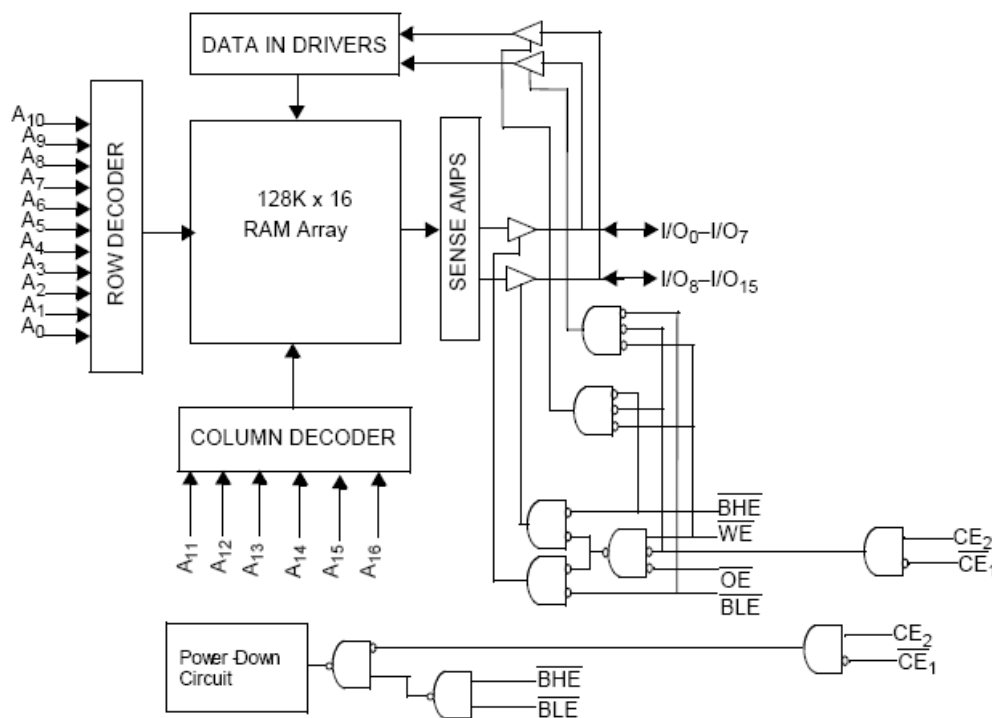 DATA IN DRIVERS
A10
A9
A8
A7
A6
A5
A4
A3
A2
A1
A0
ROW DECODER
128K x 16
RAM Array
SENSE AMPS
I/O0–I/O7
I/O8–I/O15
COLUMN DECODER
A11
A12
A13
A14
A15
A16
BHE
WE
OE
BLE
CE2
CE1
Power-Down
Circuit
BHE
BLE
CE2
CE1